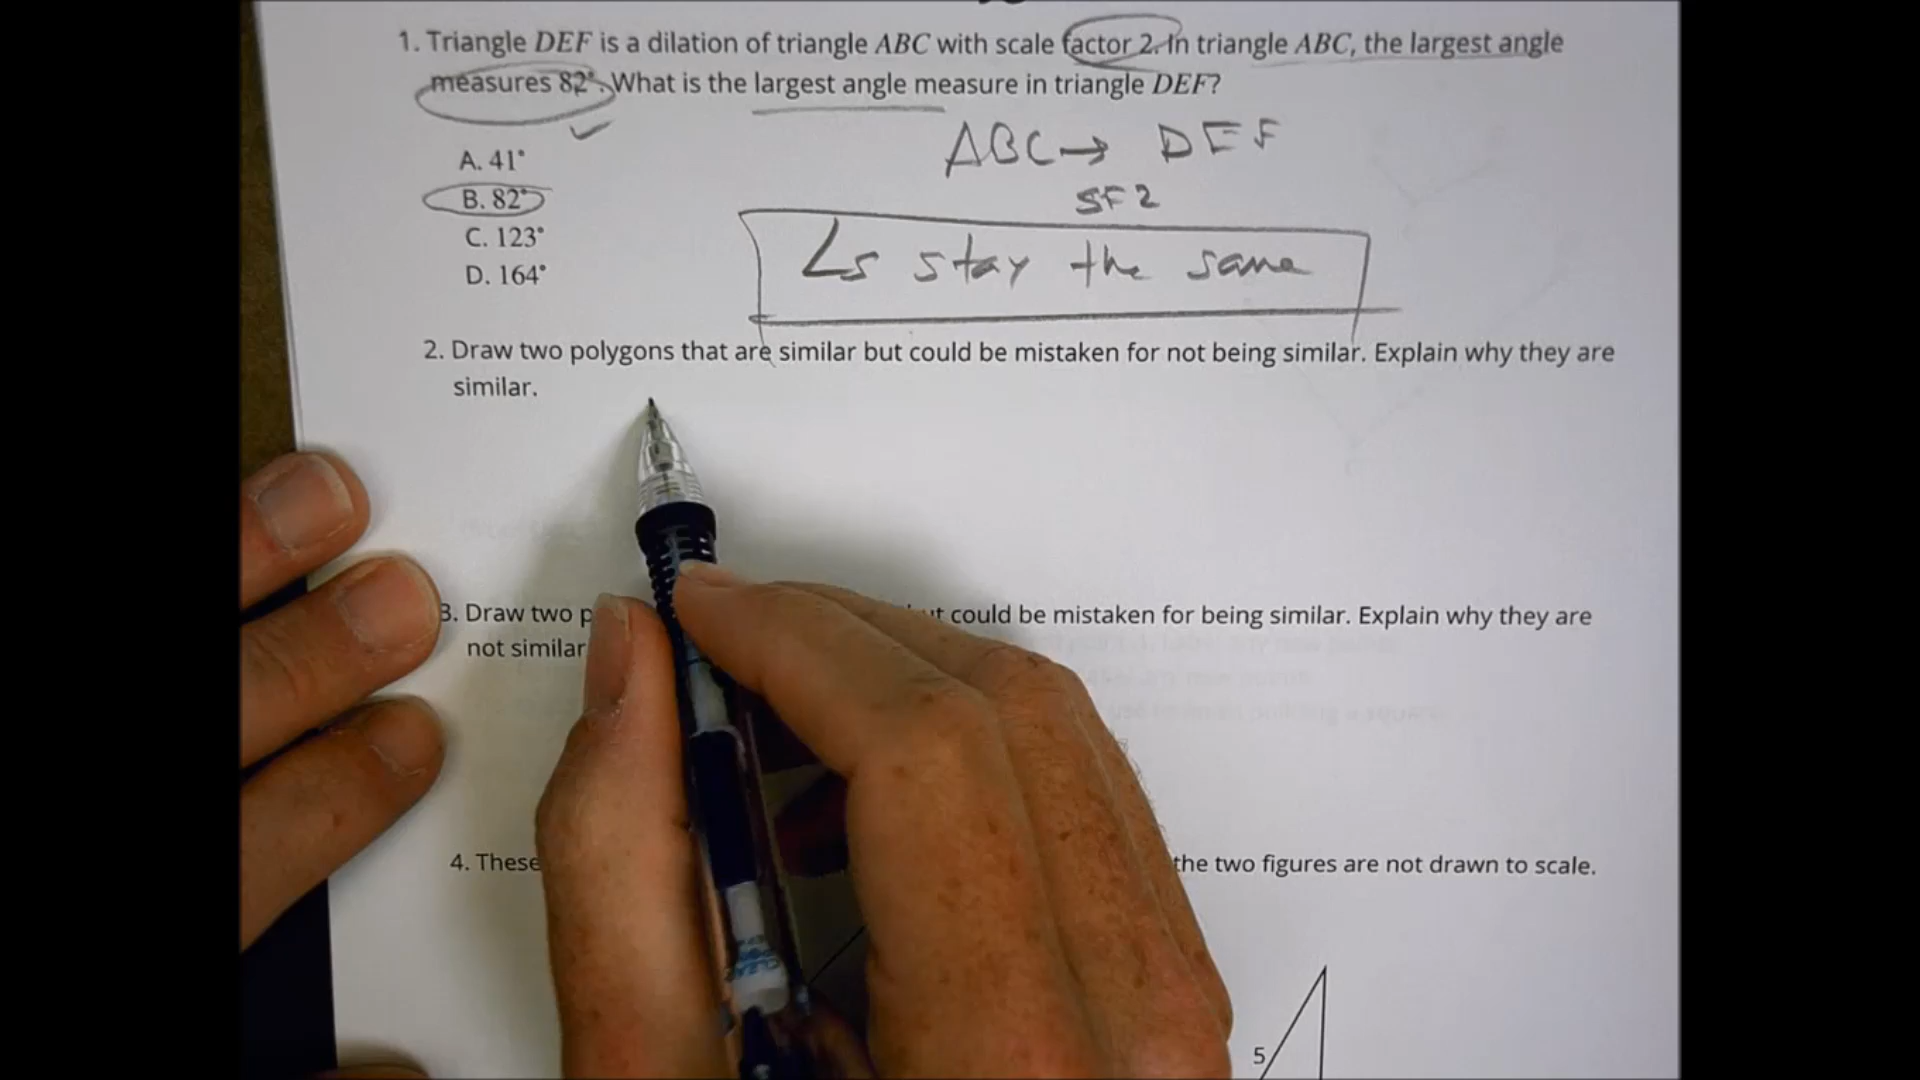 1. Triangle DEF is a dilation of triangle ABC with scale factor 2. In triangle ABC, the largest angle
measures 82°. What is the largest angle measure in triangle DEF?
ABC → DEF
SF 2
A. 41°
B. 82°
C. 123°
D. 164°
∠s stay the same
2. Draw two polygons that are similar but could be mistaken for not being similar. Explain why they are
similar.
3. Draw two p could be mistaken for being similar. Explain why they are
not similar
4. These the two figures are not drawn to scale.
5